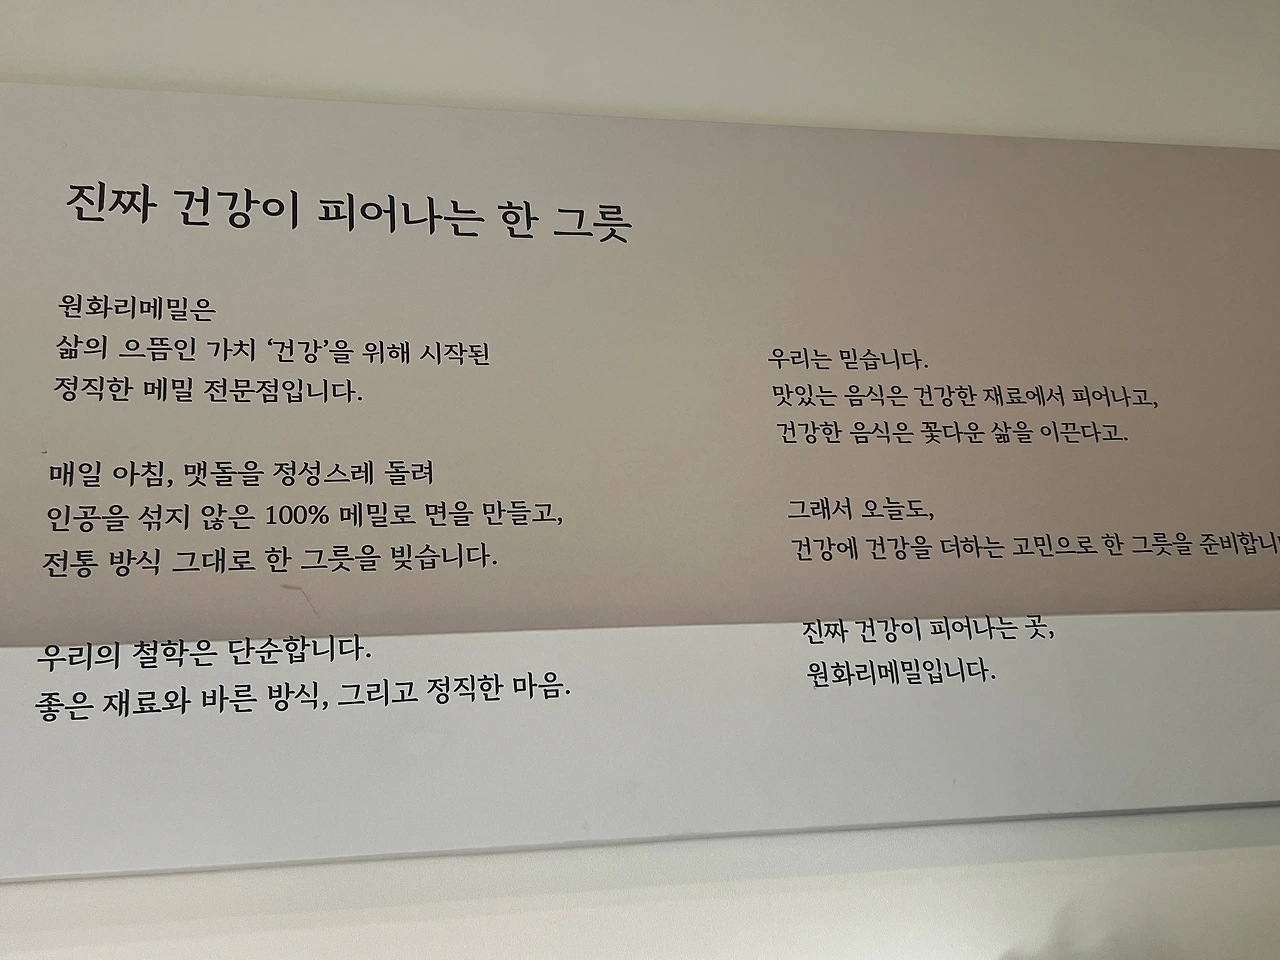 진짜 건강이 피어나는 한 그릇
원화리메밀은
삶의 으뜸인 가치 ‘건강’을 위해 시작된
정직한 메밀 전문점입니다.
매일 아침, 맷돌을 정성스레 돌려
인공을 섞지 않은 100% 메밀로 면을 만들고,
전통 방식 그대로 한 그릇을 빚습니다.
우리의 철학은 단순합니다.
좋은 재료와 바른 방식, 그리고 정직한 마음.
우리는 믿습니다.
맛있는 음식은 건강한 재료에서 피어나고,
건강한 음식은 꽃다운 삶을 이끈다고.
그래서 오늘도,
건강에 건강을 더하는 고민으로 한 그릇을
진짜 건강이 피어나는 곳,
원화리메밀입니다.